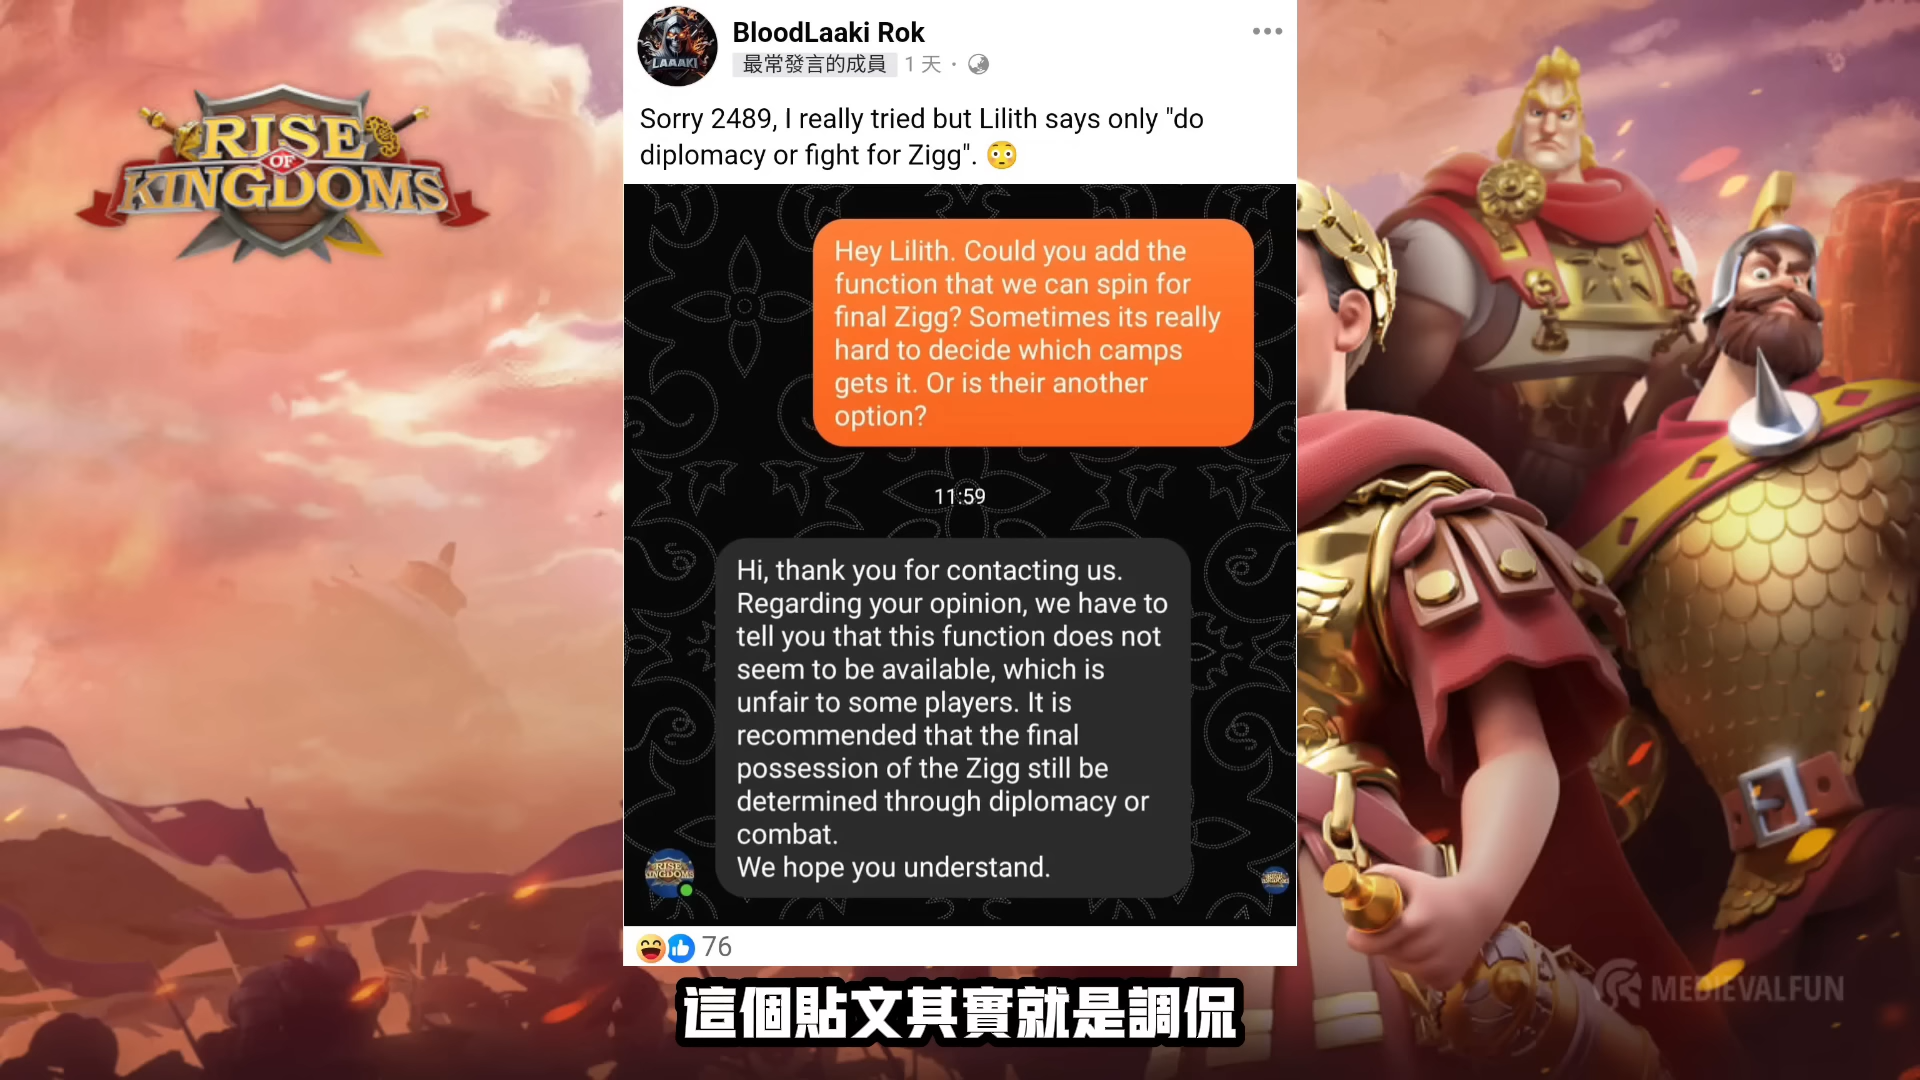 RISE
OF
KINGDOMS
LAAAKI
BloodLaaki Rok
最常發言的成員 1 天 ·
Sorry 2489, I really tried but Lilith says only "do
diplomacy or fight for Zigg". 😳
Hey Lilith. Could you add the
function that we can spin for
final Zigg? Sometimes its really
hard to decide which camps
gets it. Or is their another
option?
11:59
Hi, thank you for contacting us.
Regarding your opinion, we have to
tell you that this function does not
seem to be available, which is
unfair to some players. It is
recommended that the final
possession of the Zigg still be
determined through diplomacy or
combat.
We hope you understand.
76
這個貼文其實就是調侃
MEDIEVALFUN